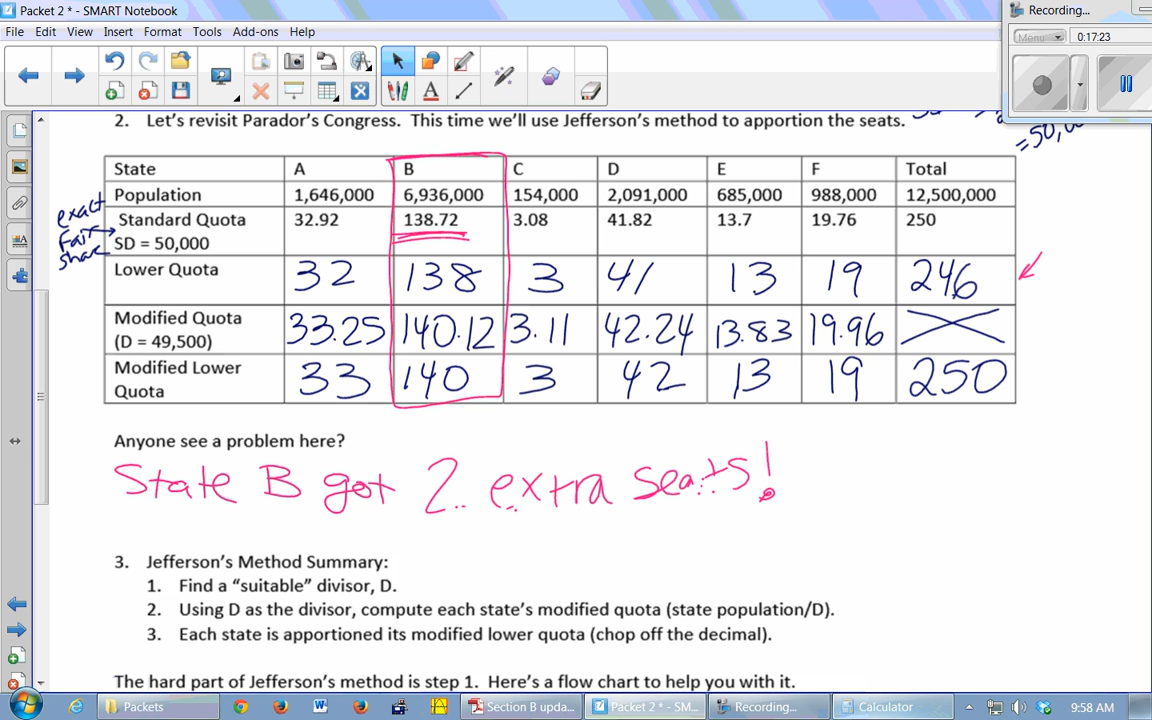 Packet 2 * - SMART Notebook
Recording...
File Edit View Insert Format Tools Add-ons Help
Menu
0:17:23
2. Let's revisit Parador's Congress. This time we'll use Jefferson's method to apportion the seats.
=50,00
State A B C D E F Total
Population 1,646,000 6,936,000 154,000 2,091,000 685,000 988,000 12,500,000
exact fair share
Standard Quota 32.92 138.72 3.08 41.82 13.7 19.76 250
SD = 50,000
Lower Quota 32 138 3 41 13 19 246
Modified Quota 33.25 140.12 3.11 42.24 13.83 19.96
(D = 49,500)
Modified Lower 33 140 3 42 13 19 250
Quota
Anyone see a problem here?
State B got 2 extra seats!
3. Jefferson's Method Summary:
1. Find a “suitable” divisor, D.
2. Using D as the divisor, compute each state's modified quota (state population/D).
3. Each state is apportioned its modified lower quota (chop off the decimal).
The hard part of Jefferson's method is step 1. Here's a flow chart to help you with it.
Packets
Section B upda...
Packet 2 * - SM...
Recording...
Calculator
9:58 AM